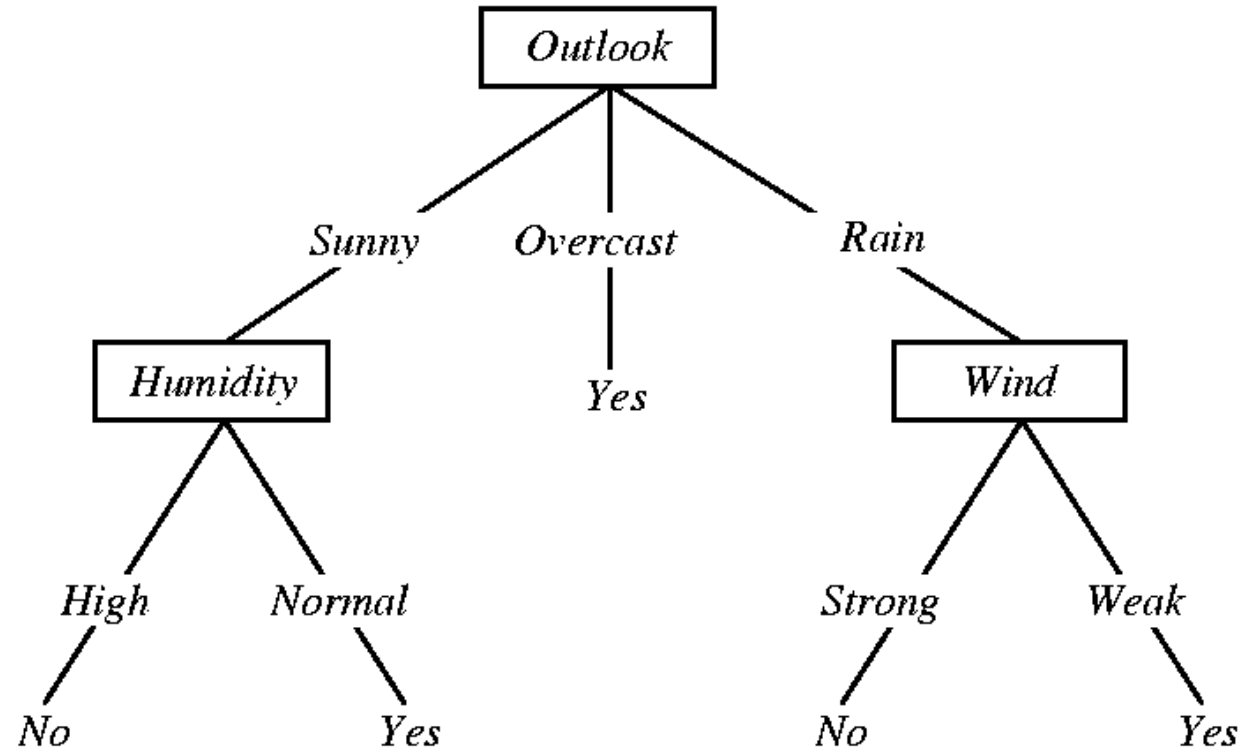 Outlook
Sunny Overcast Rain
Humidity Yes Wind
High Normal Strong Weak
No Yes No Yes